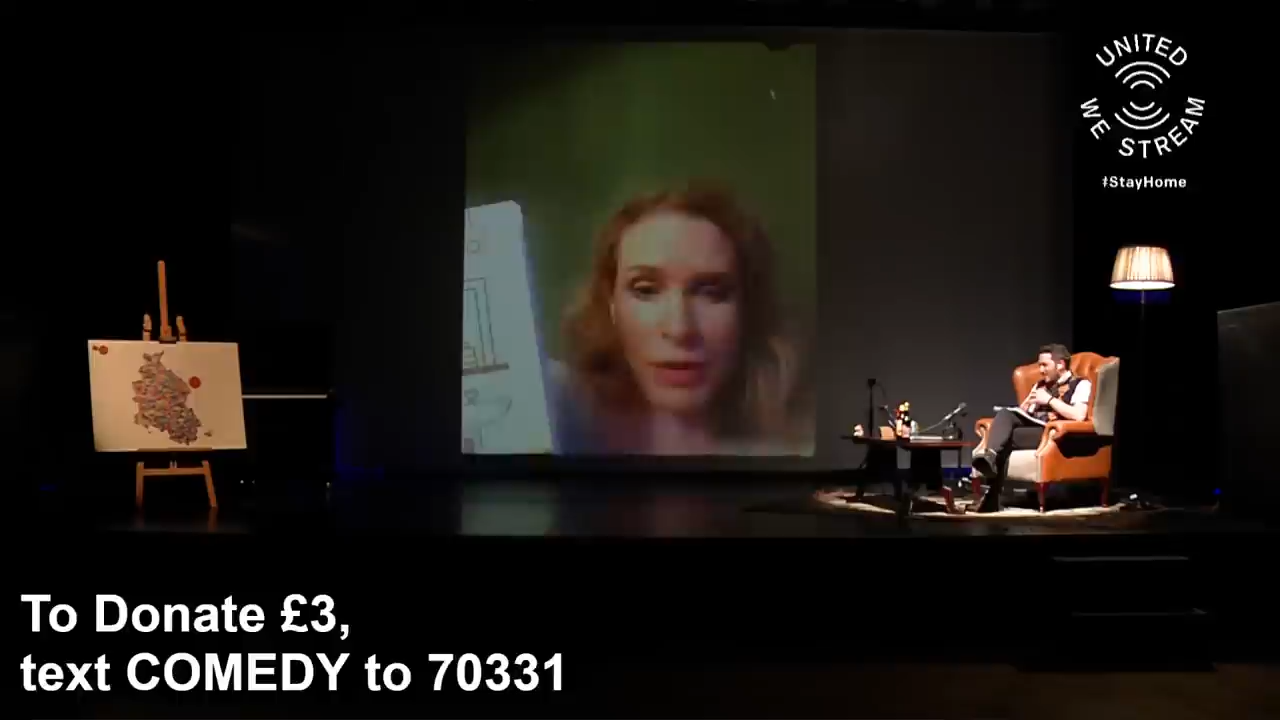 UNITED
WE STREAM
#StayHome
To Donate £3,
text COMEDY to 70331